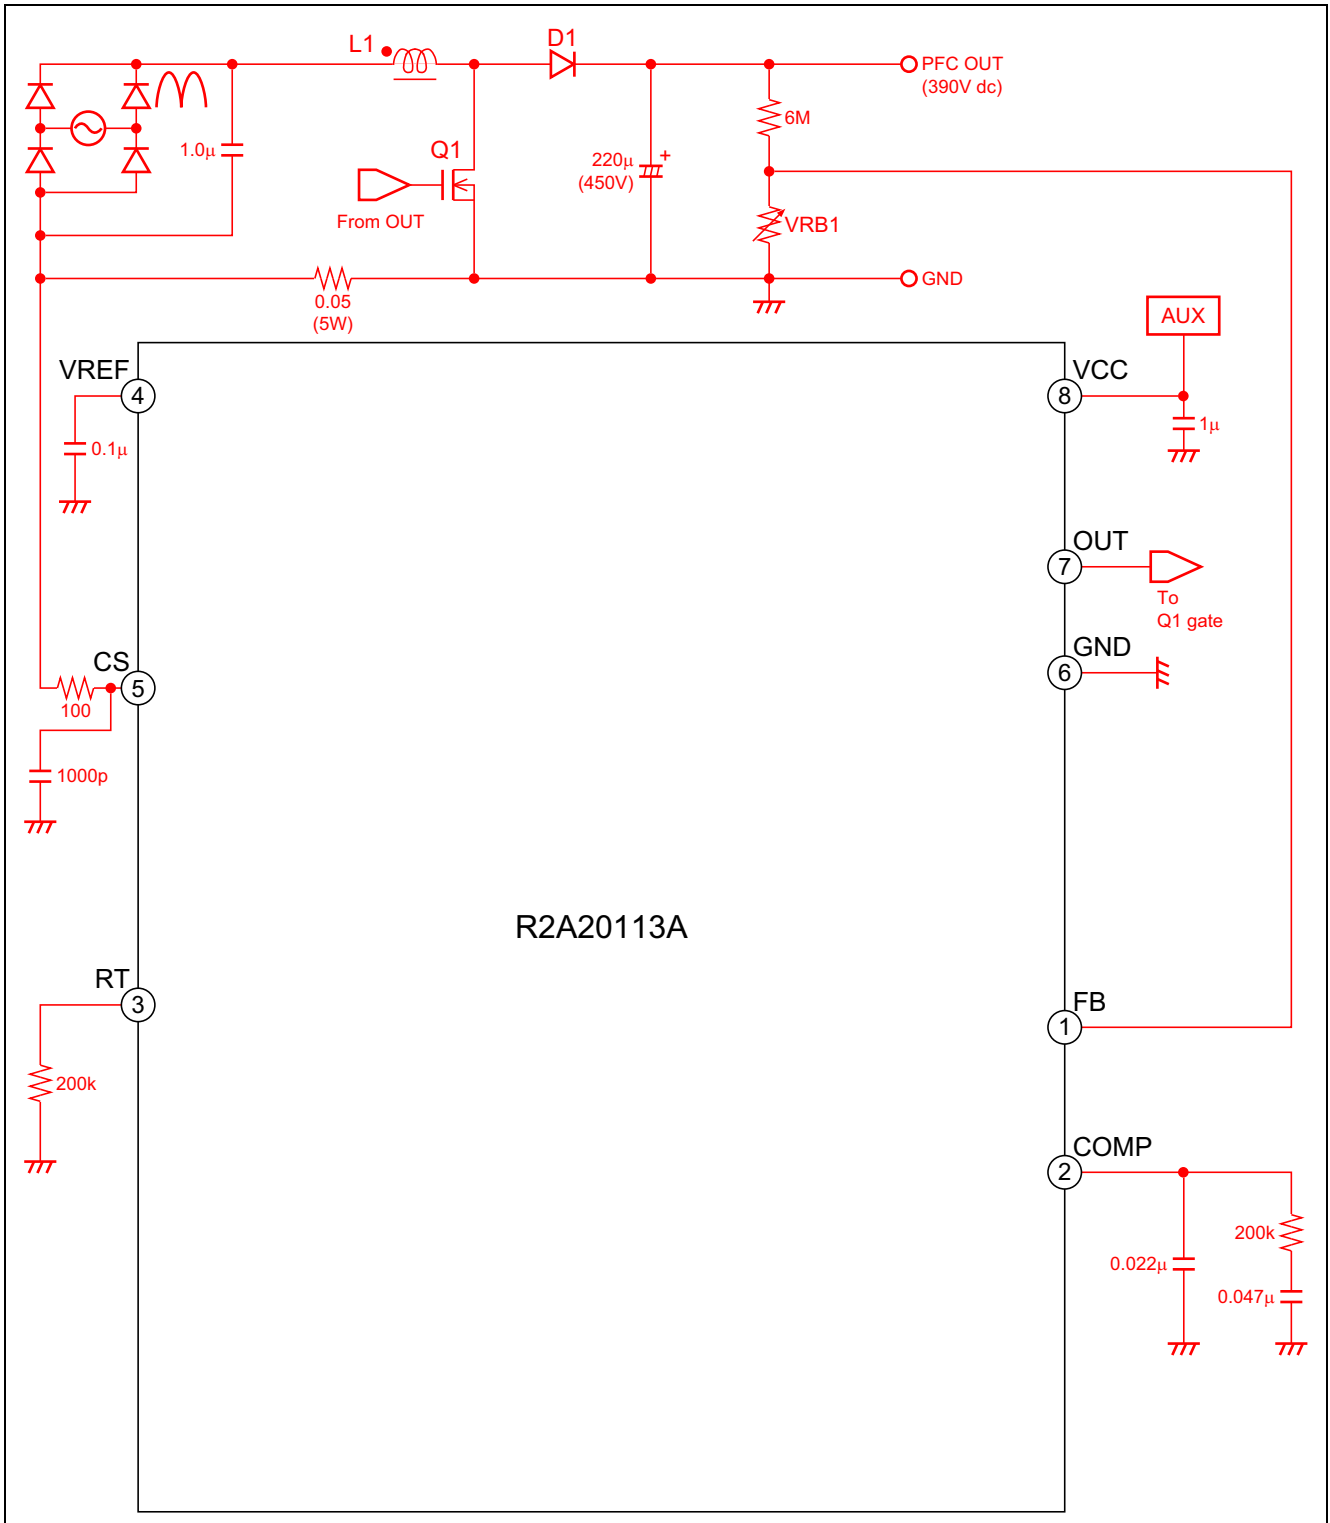 L1
D1
PFC OUT
(390V dc)
6M
1.0μ
Q1
220μ
(450V)
+
From OUT
VRB1
0.05
(5W)
GND
AUX
VREF
4
0.1μ
VCC
8
1μ
OUT
7
To
Q1 gate
GND
6
CS
5
100
1000p
R2A20113A
RT
3
200k
FB
1
COMP
2
200k
0.022μ
0.047μ